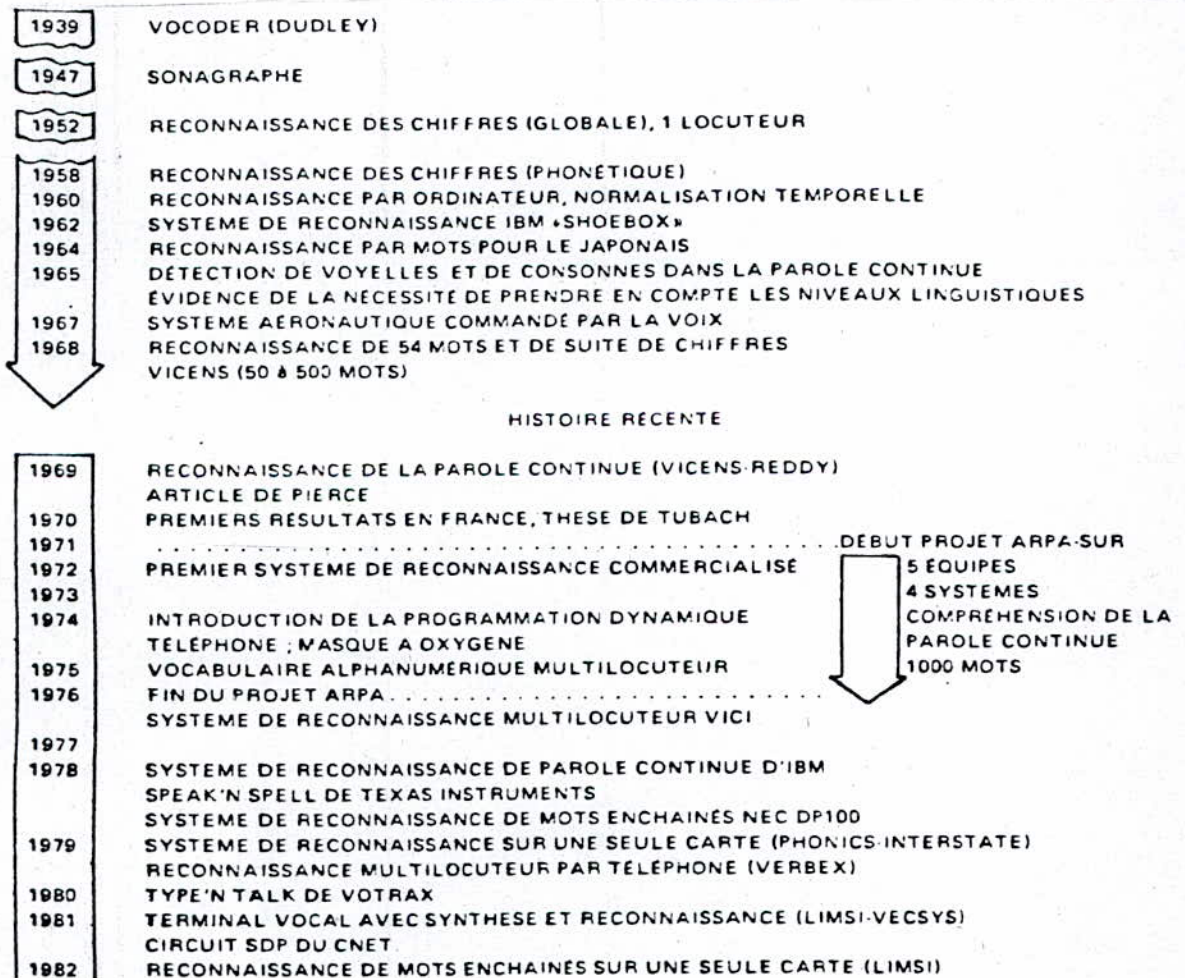 1939 VOCODER (DUDLEY)
1947 SONAGRAPHE
1952 RECONNAISSANCE DES CHIFFRES (GLOBALE), 1 LOCUTEUR
1958 RECONNAISSANCE DES CHIFFRES (PHONÉTIQUE)
1960 RECONNAISSANCE PAR ORDINATEUR, NORMALISATION TEMPORELLE
1962 SYSTEME DE RECONNAISSANCE IBM «SHOEBOX»
1964 RECONNAISSANCE PAR MOTS POUR LE JAPONAIS
1965 DÉTECTION DE VOYELLES ET DE CONSONNES DANS LA PAROLE CONTINUE
ÉVIDENCE DE LA NÉCESSITÉ DE PRENDRE EN COMPTE LES NIVEAUX LINGUISTIQUES
1967 SYSTEME AÉRONAUTIQUE COMMANDÉ PAR LA VOIX
1968 RECONNAISSANCE DE 54 MOTS ET DE SUITE DE CHIFFRES
VICENS (50 à 500 MOTS)
HISTOIRE RÉCENTE
1969 RECONNAISSANCE DE LA PAROLE CONTINUE (VICENS-REDDY)
ARTICLE DE PIERCE
1970 PREMIERS RÉSULTATS EN FRANCE, THESE DE TUBACH
1971 . . . . . . . . . . . . . . . . . . . . . . . . . . . . . . . . . . . . . . . . DÉBUT PROJET ARPA-SUR
1972 PREMIER SYSTEME DE RECONNAISSANCE COMMERCIALISÉ 5 ÉQUIPES
1973 4 SYSTEMES
1974 INTRODUCTION DE LA PROGRAMMATION DYNAMIQUE COMPRÉHENSION DE LA
TÉLÉPHONE ; MASQUE A OXYGENE PAROLE CONTINUE
1975 VOCABULAIRE ALPHANUMÉRIQUE MULTILOCUTEUR 1000 MOTS
1976 FIN DU PROJET ARPA. . . . . . . . . . . . . . . . . . . . . . . . .
SYSTEME DE RECONNAISSANCE MULTILOCUTEUR VICI
1977
1978 SYSTEME DE RECONNAISSANCE DE PAROLE CONTINUE D'IBM
SPEAK'N SPELL DE TEXAS INSTRUMENTS
SYSTEME DE RECONNAISSANCE DE MOTS ENCHAINÉS NEC DP100
1979 SYSTEME DE RECONNAISSANCE SUR UNE SEULE CARTE (PHONICS-INTERSTATE)
RECONNAISSANCE MULTILOCUTEUR PAR TÉLÉPHONE (VERBEX)
1980 TYPE'N TALK DE VOTRAX
1981 TERMINAL VOCAL AVEC SYNTHESE ET RECONNAISSANCE (LIMSI-VECSYS)
CIRCUIT SDP DU CNET
1982 RECONNAISSANCE DE MOTS ENCHAINÉS SUR UNE SEULE CARTE (LIMSI)